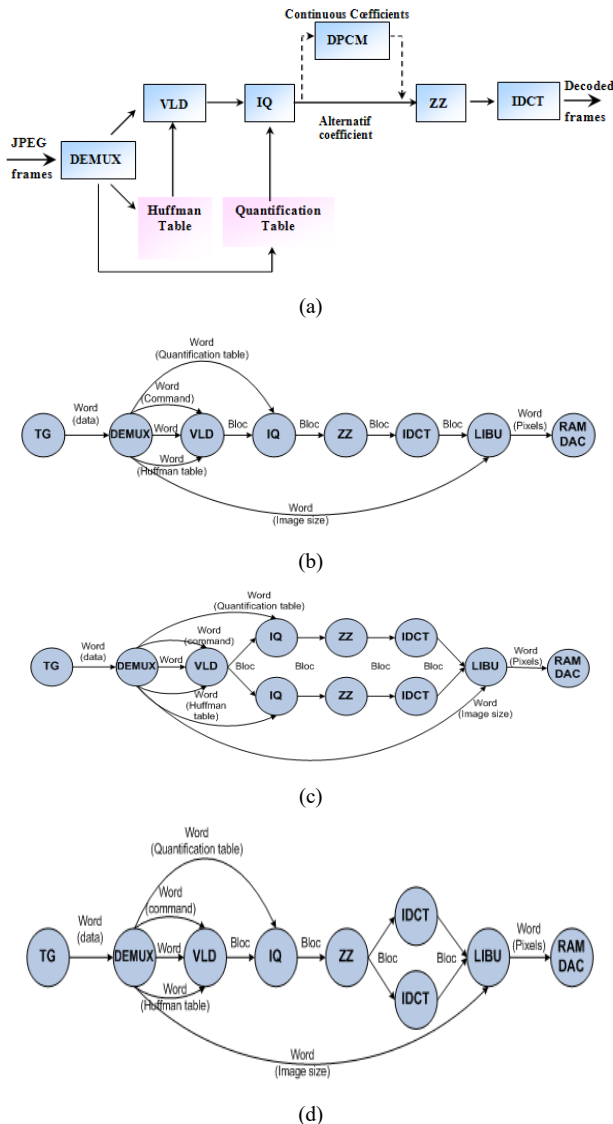 Continuous Cœfficients
DPCM
VLD
IQ
ZZ
IDCT
Decoded
frames
Alternatif
coefficient
JPEG
frames
DEMUX
Huffman
Table
Quantification
Table
(a)
Word
(Quantification table)
Word
(Command)
Word
(data)
TG
DEMUX
Word
VLD
Bloc
IQ
Bloc
ZZ
Bloc
IDCT
Bloc
LIBU
Word
(Pixels)
RAM
DAC
Word
(Huffman table)
Word
(Image size)
(b)
Word
(Quantification table)
Word
(command)
Word
(data)
IQ
ZZ
IDCT
TG
DEMUX
Word
VLD
Bloc
Bloc
Bloc
Bloc
LIBU
Word
(Pixels)
RAM
DAC
IQ
ZZ
IDCT
Word
(Huffman
table)
Word
(Image size)
(c)
Word
(Quantification table)
Word
(command)
Word
(data)
IDCT
TG
DEMUX
Word
VLD
Bloc
IQ
Bloc
ZZ
Bloc
Bloc
LIBU
Word
(Pixels)
RAM
DAC
IDCT
Word
(Huffman table)
Word
(Image size)
(d)